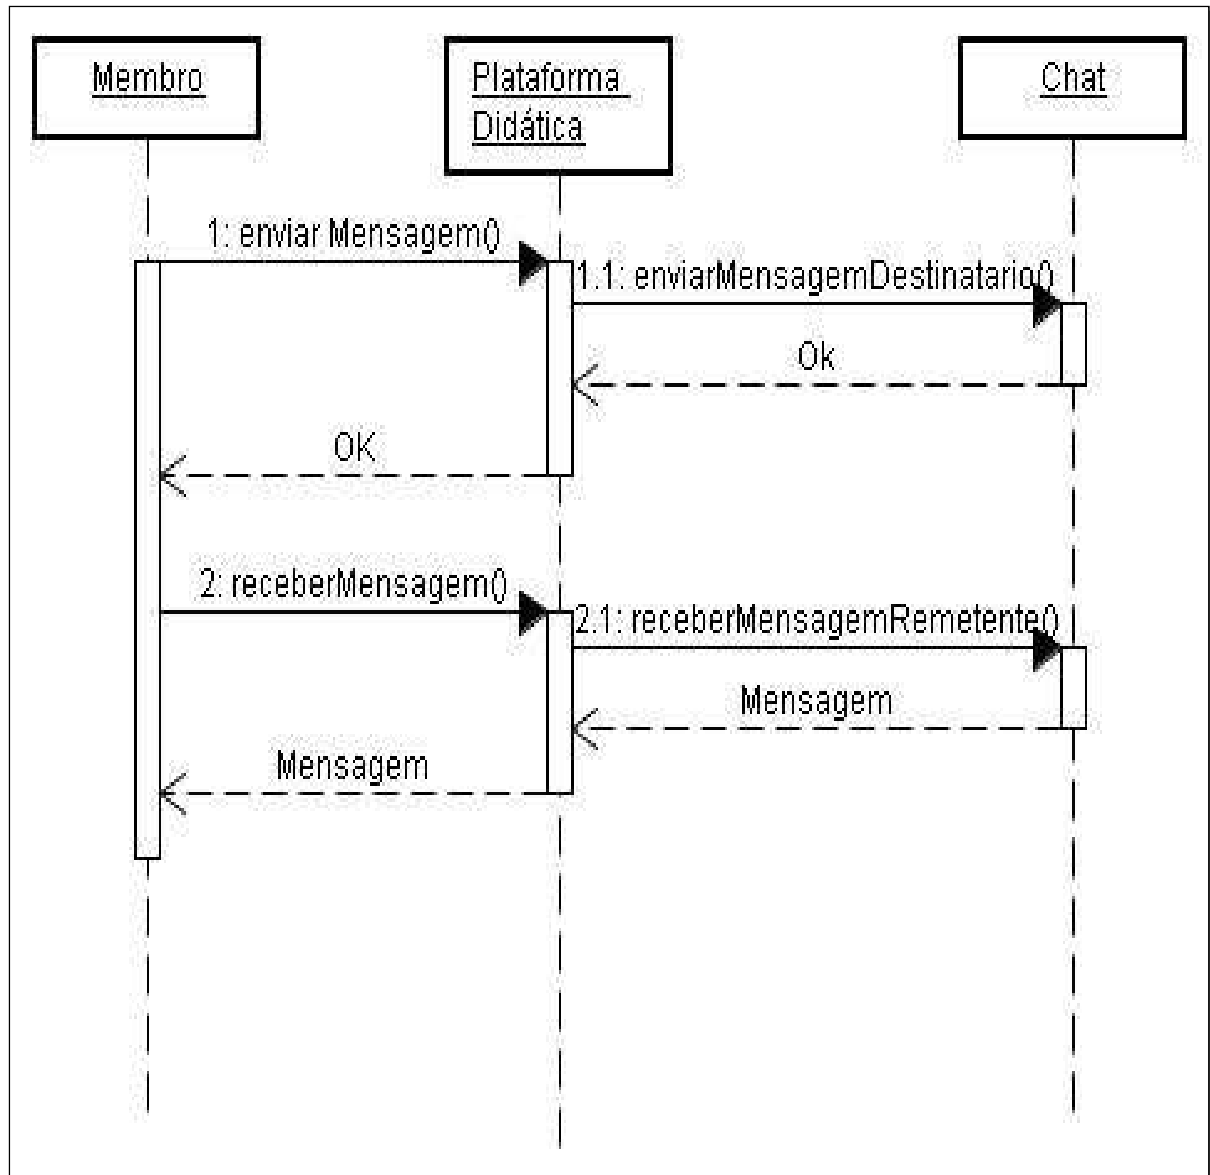 Membro
Plataforma
Didática
Chat
1: enviar Mensagem()
1.1: enviarMensagemDestinatario()
Ok
OK
2: receberMensagem()
2.1: receberMensagemRemetente()
Mensagem
Mensagem